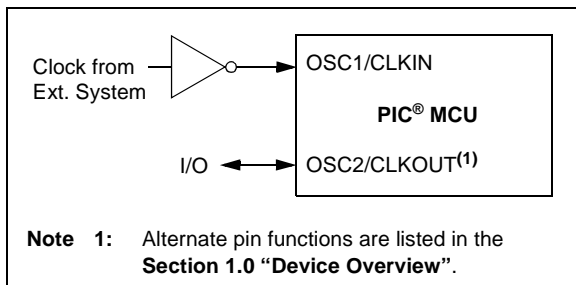 Clock from
Ext. System
OSC1/CLKIN
PIC® MCU
I/O
OSC2/CLKOUT(1)
Note 1: Alternate pin functions are listed in the
Section 1.0 “Device Overview”.